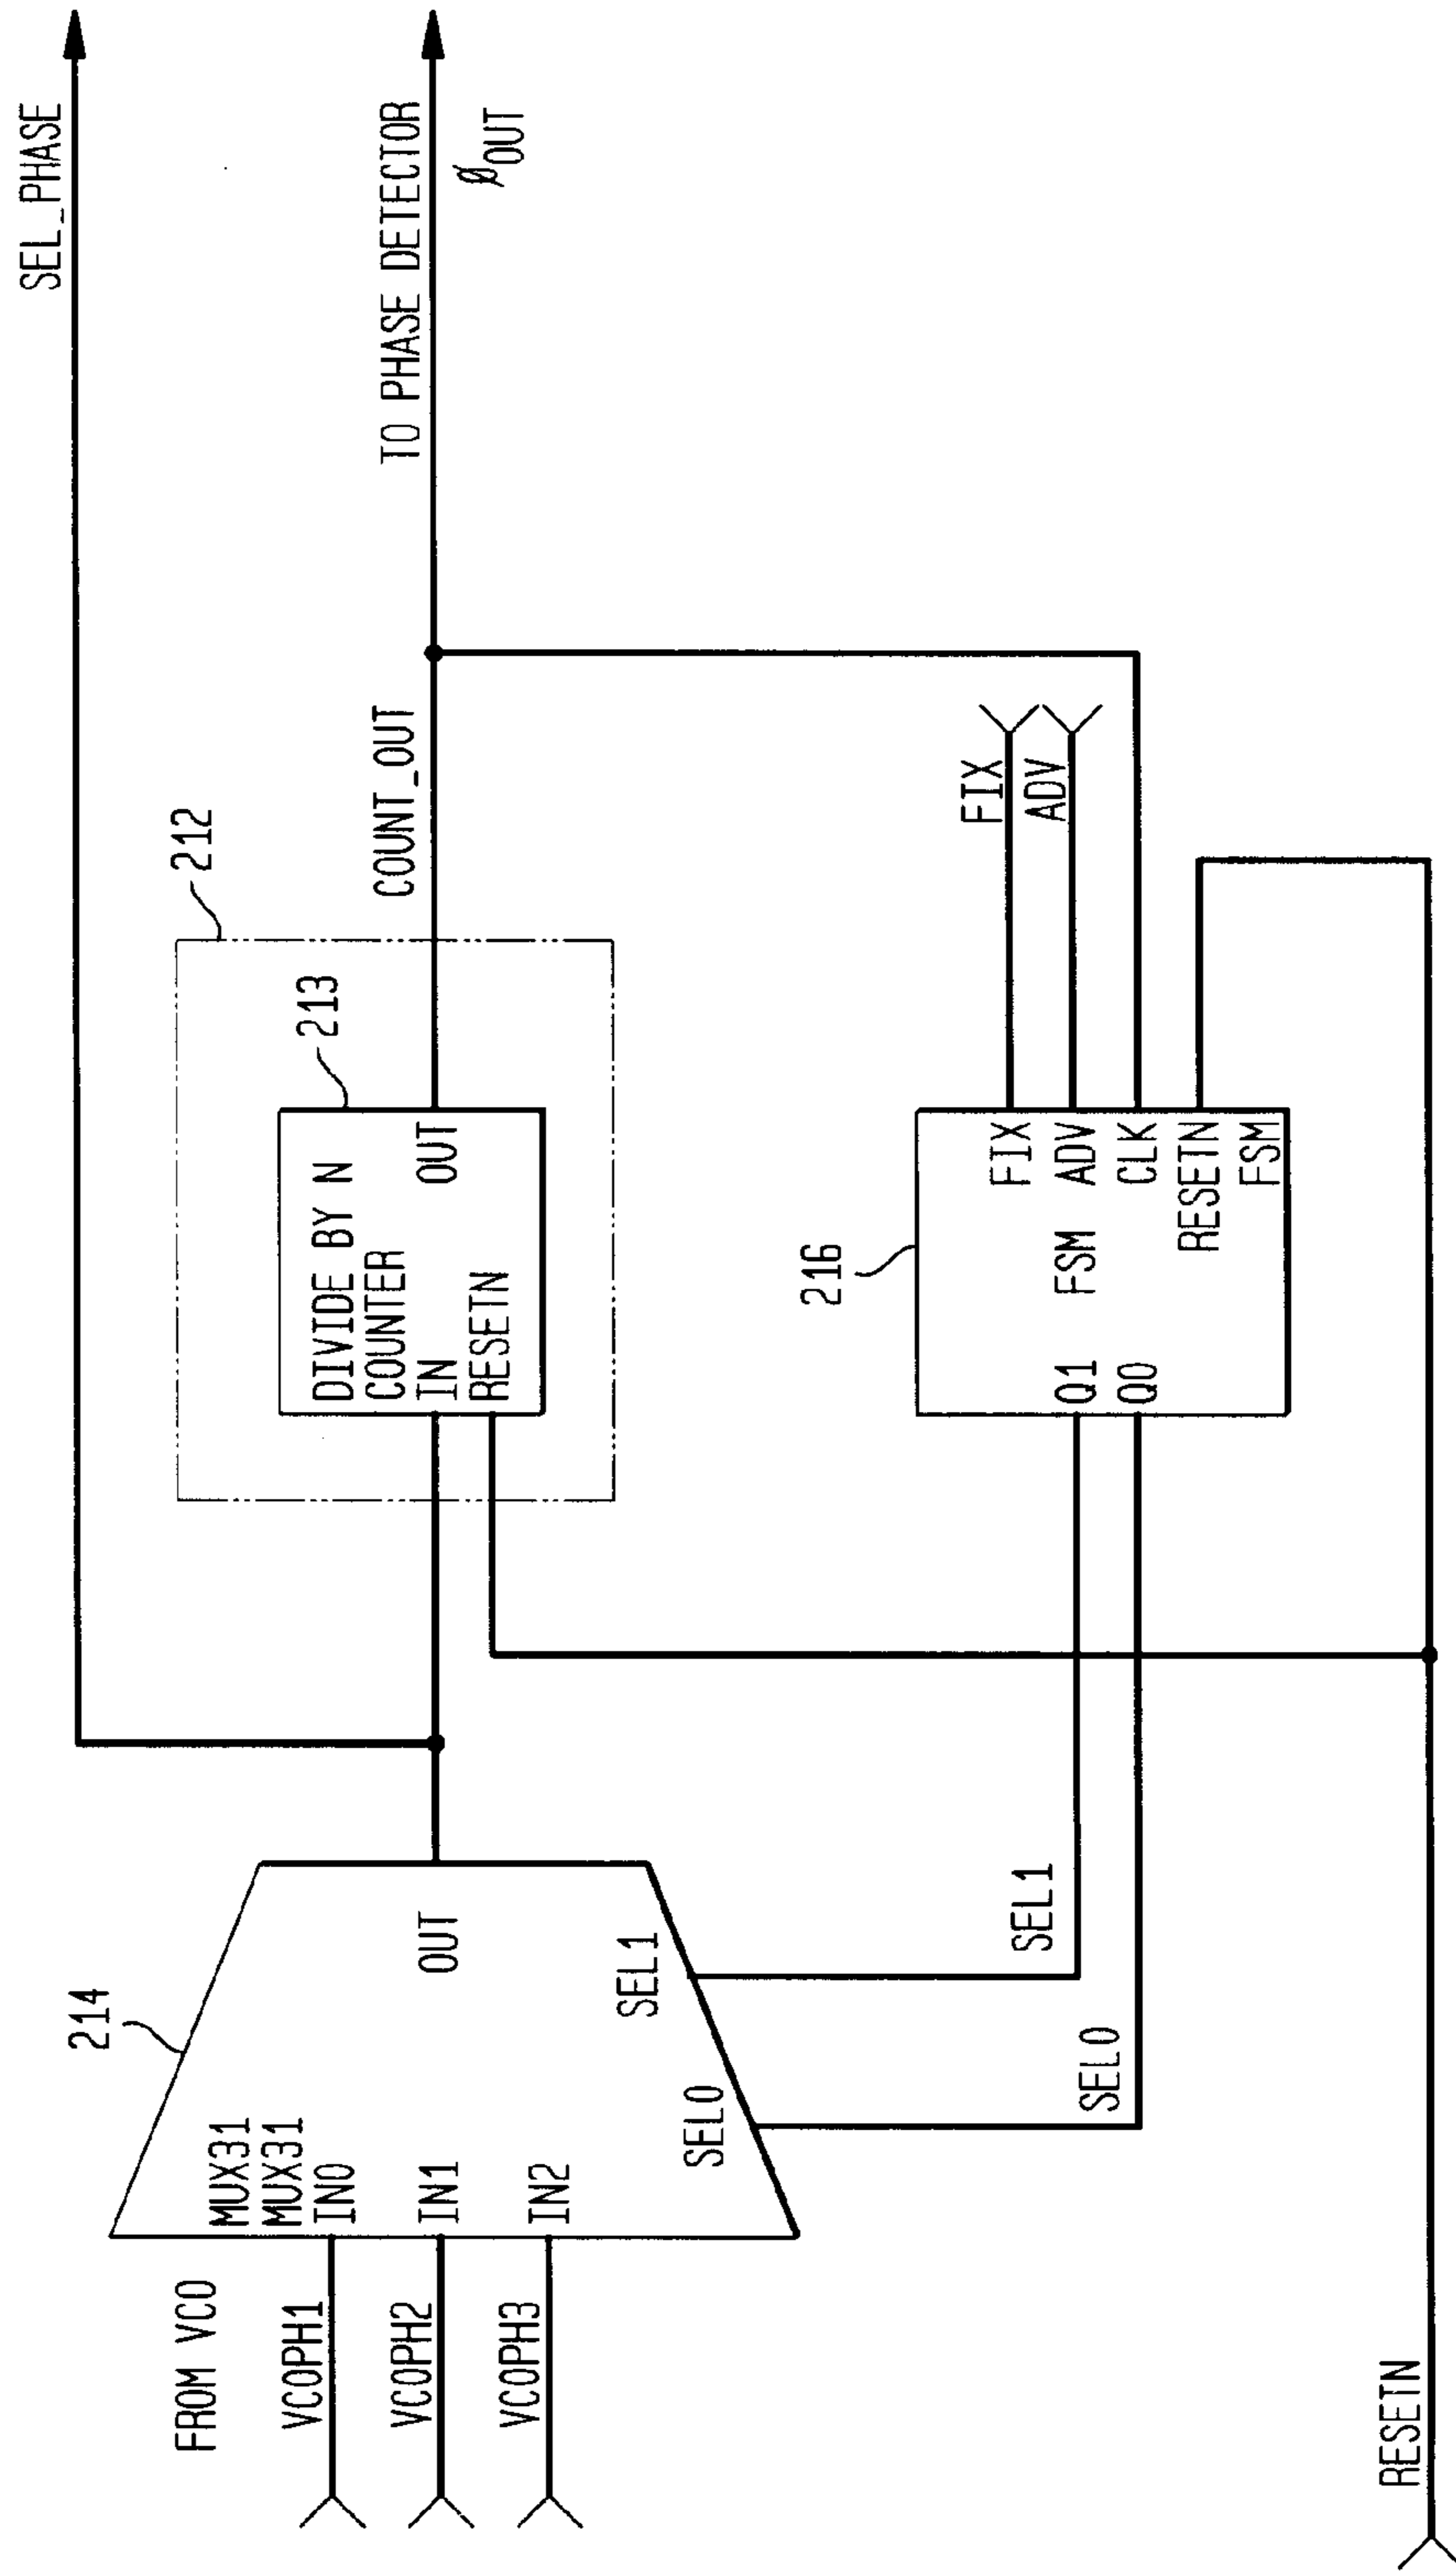 SEL_PHASE
TO PHASE DETECTOR
ØOUT
COUNT_OUT
212
213
DIVIDE BY N
COUNTER
IN OUT
RESETN
214
MUX31
MUX31
IN0
IN1 OUT
IN2
SEL1
SEL0
FROM VCO
VCOPH1
VCOPH2
VCOPH3
SEL1
SEL0
216
FIX
Q1 FSM ADV
Q0 CLK
RESETN
FSM
FIX
ADV
RESETN